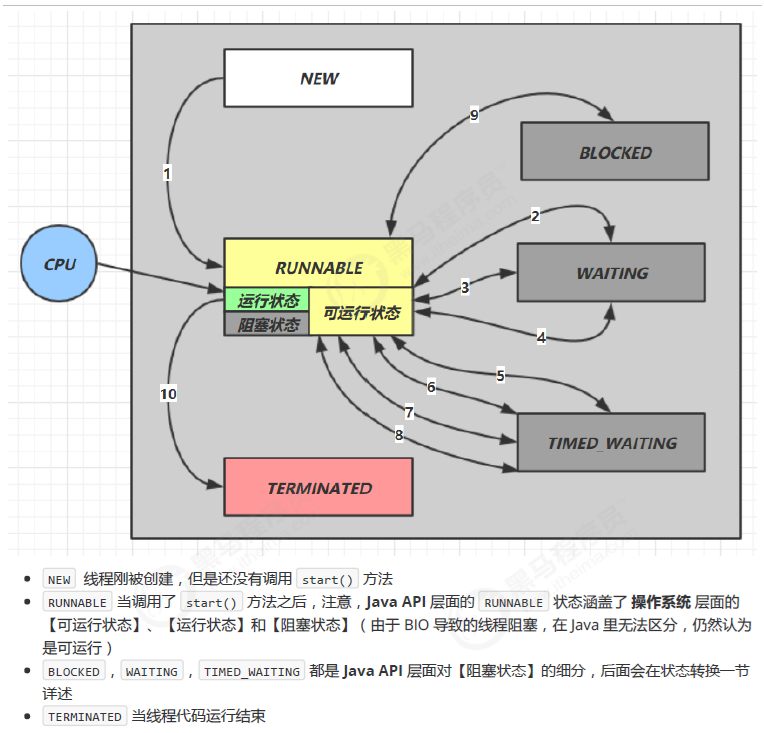 NEW
9
BLOCKED
1
2
CPU
RUNNABLE
WAITING
3
运行状态
可运行状态
阻塞状态
4
5
10
6
7
8
TIMED_WAITING
TERMINATED
NEW 线程刚被创建，但是还没有调用 start() 方法
RUNNABLE 当调用了 start() 方法之后，注意，Java API 层面的 RUNNABLE 状态涵盖了 操作系统 层面的
【可运行状态】、【运行状态】和【阻塞状态】（由于 BIO 导致的线程阻塞，在 Java 里无法区分，仍然认为
是可运行）
BLOCKED ， WAITING ， TIMED_WAITING 都是 Java API 层面对【阻塞状态】的细分，后面会在状态转换一节
详述
TERMINATED 当线程代码运行结束
黑马程序员